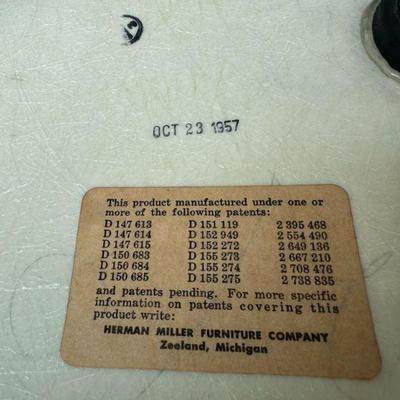 OCT 23 1957
This product manufactured under one or
more of the following patents:
D 147 613 D 151 119 2 395 468
D 147 614 D 152 949 2 554 490
D 147 615 D 152 272 2 649 136
D 150 683 D 155 273 2 667 210
D 150 684 D 155 274 2 708 476
D 150 685 D 155 275 2 738 835
and patents pending. For more specific
information on patents covering this
product write:
HERMAN MILLER FURNITURE COMPANY
Zeeland, Michigan